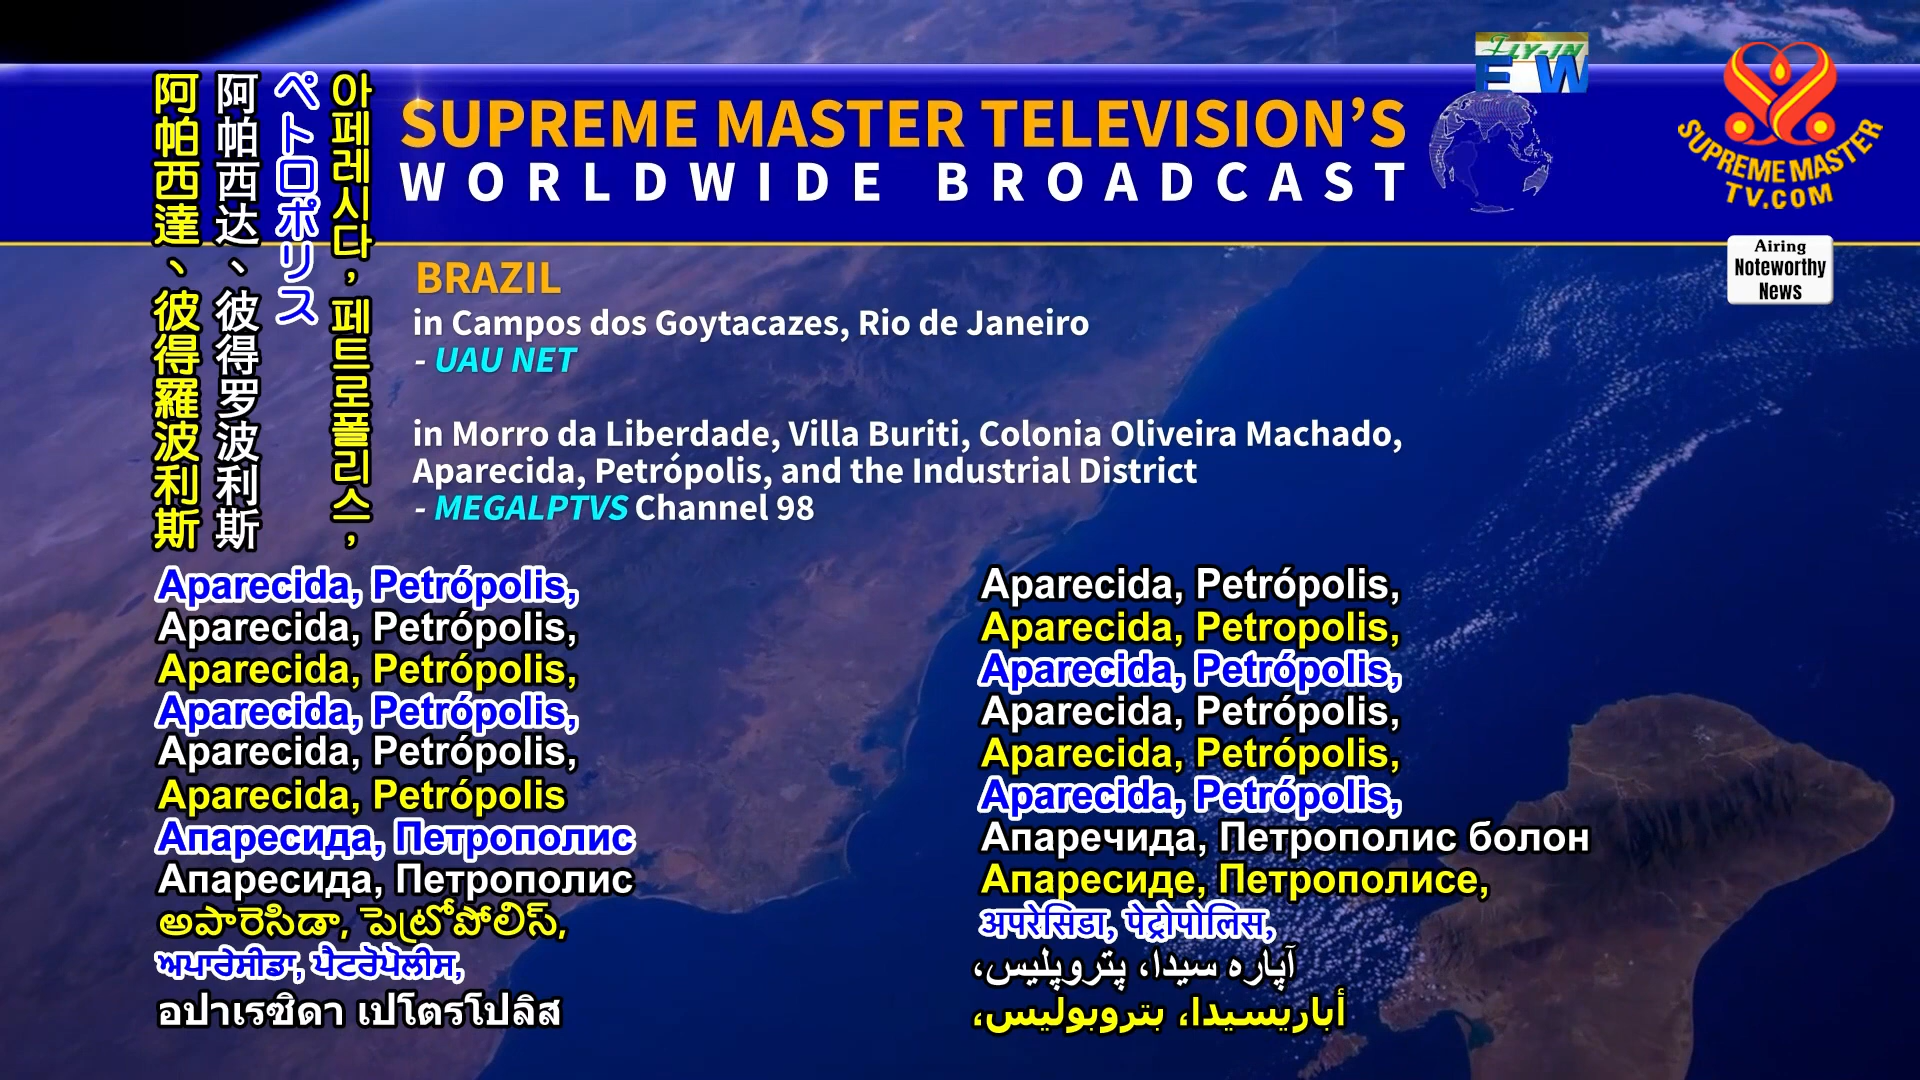 FLY-IN
E W
SUPREME MASTER
TV.COM
Airing
Noteworthy
News
SUPREME MASTER TELEVISION’S
WORLDWIDE BROADCAST
BRAZIL
in Campos dos Goytacazes, Rio de Janeiro
- UAU NET
in Morro da Liberdade, Villa Buriti, Colonia Oliveira Machado,
Aparecida, Petrópolis, and the Industrial District
- MEGALPTVS Channel 98
아페레시다, 페트로폴리스,
ペトロポリス
阿帕西达、彼得罗波利斯
阿帕西達、彼得羅波利斯
Aparecida, Petrópolis,
Aparecida, Petrópolis,
Aparecida, Petrópolis,
Aparecida, Petrópolis,
Aparecida, Petrópolis,
Aparecida, Petrópolis
Апаресида, Петрополис
Апаресида, Петрополис
అపారెసిడా, పెట్రోపోలిస్,
ਅਪਾਰੇਸੀਡਾ, ਪੈਟਰੋਪੋਲੀਸ,
อปาเรซิดา เปโตรโปลิส
Aparecida, Petrópolis,
Aparecida, Petropolis,
Aparecida, Petrópolis,
Aparecida, Petrópolis,
Aparecida, Petrópolis,
Aparecida, Petrópolis,
Апаречида, Петрополис болон
Апаресиде, Петрополисе,
अपरेसिडा, पेट्रोपोलिस,
آپاره سیدا، پتروپلیس،
أباريسيدا، بتروبوليس،